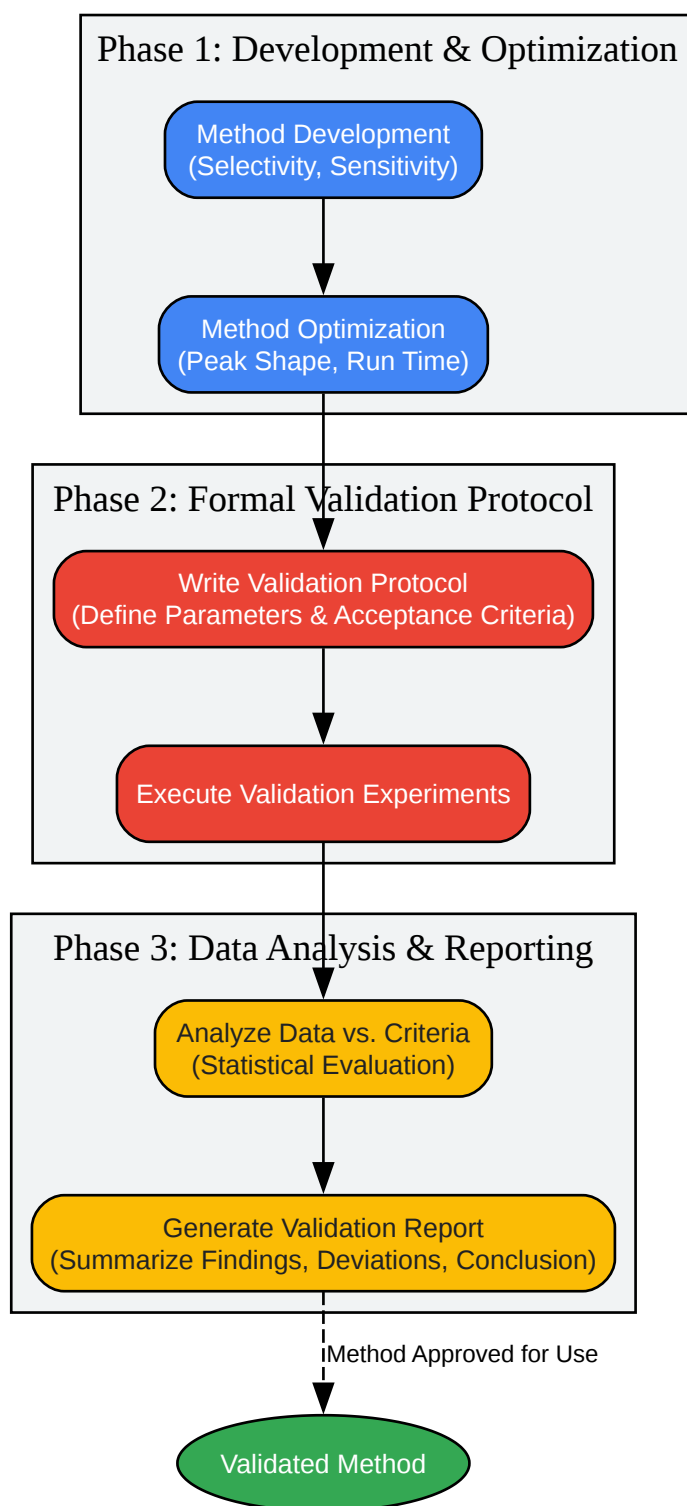 Phase 1: Development & Optimization
Method Development
(Selectivity, Sensitivity)
Method Optimization
(Peak Shape, Run Time)
Phase 2: Formal Validation Protocol
Write Validation Protocol
(Define Parameters & Acceptance Criteria)
Execute Validation Experiments
Phase 3: Data Analysis & Reporting
Analyze Data vs. Criteria
(Statistical Evaluation)
Generate Validation Report
(Summarize Findings, Deviations, Conclusion)
Method Approved for Use
Validated Method